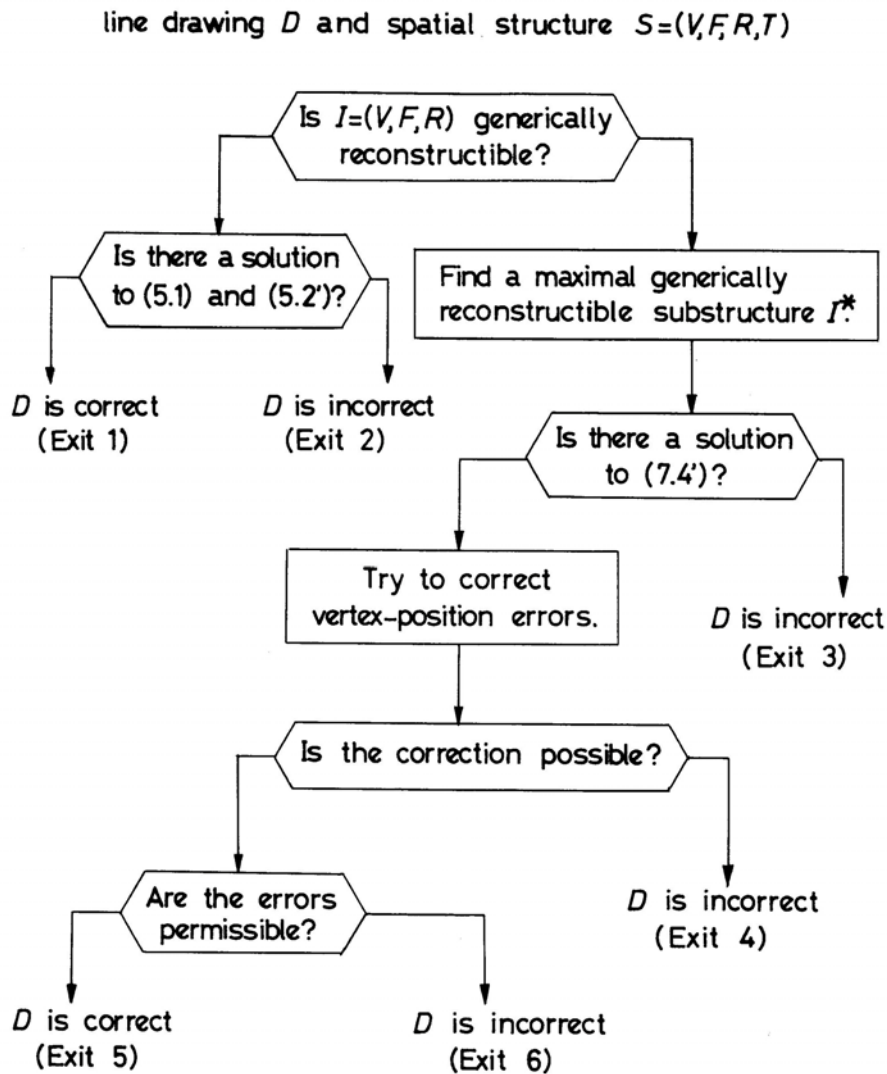 line drawing D and spatial structure S=(V,F,R,T)
Is I=(V,F,R) generically
reconstructible?
Is there a solution
to (5.1) and (5.2')?
Find a maximal generically
reconstructible substructure I*.
D is correct
(Exit 1)
D is incorrect
(Exit 2)
Is there a solution
to (7.4')?
Try to correct
vertex-position errors.
D is incorrect
(Exit 3)
Is the correction possible?
Are the errors
permissible?
D is incorrect
(Exit 4)
D is correct
(Exit 5)
D is incorrect
(Exit 6)